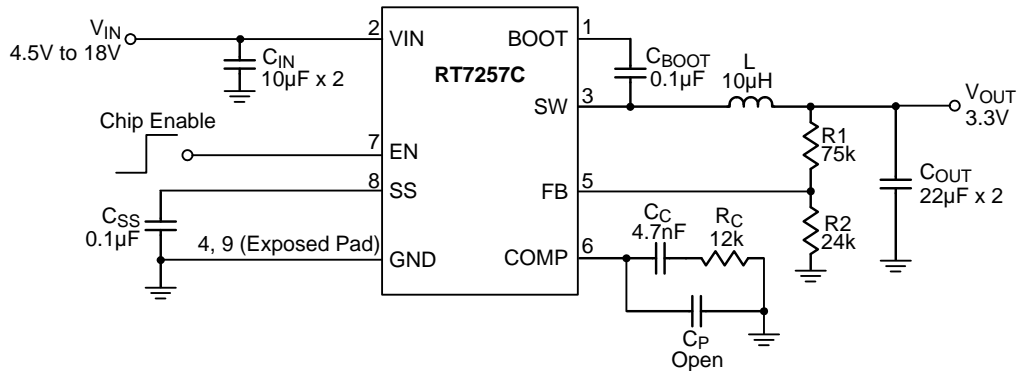 VIN
4.5V to 18V
2
VIN
CIN
10µF x 2
RT7257C
BOOT
1
CBOOT
0.1µF
L
10µH
SW
3
VOUT
3.3V
Chip Enable
7
EN
R1
75k
COUT
22µF x 2
8
SS
FB
5
CSS
0.1µF
R2
24k
4, 9 (Exposed Pad)
GND
COMP
6
CC
4.7nF
RC
12k
CP
Open